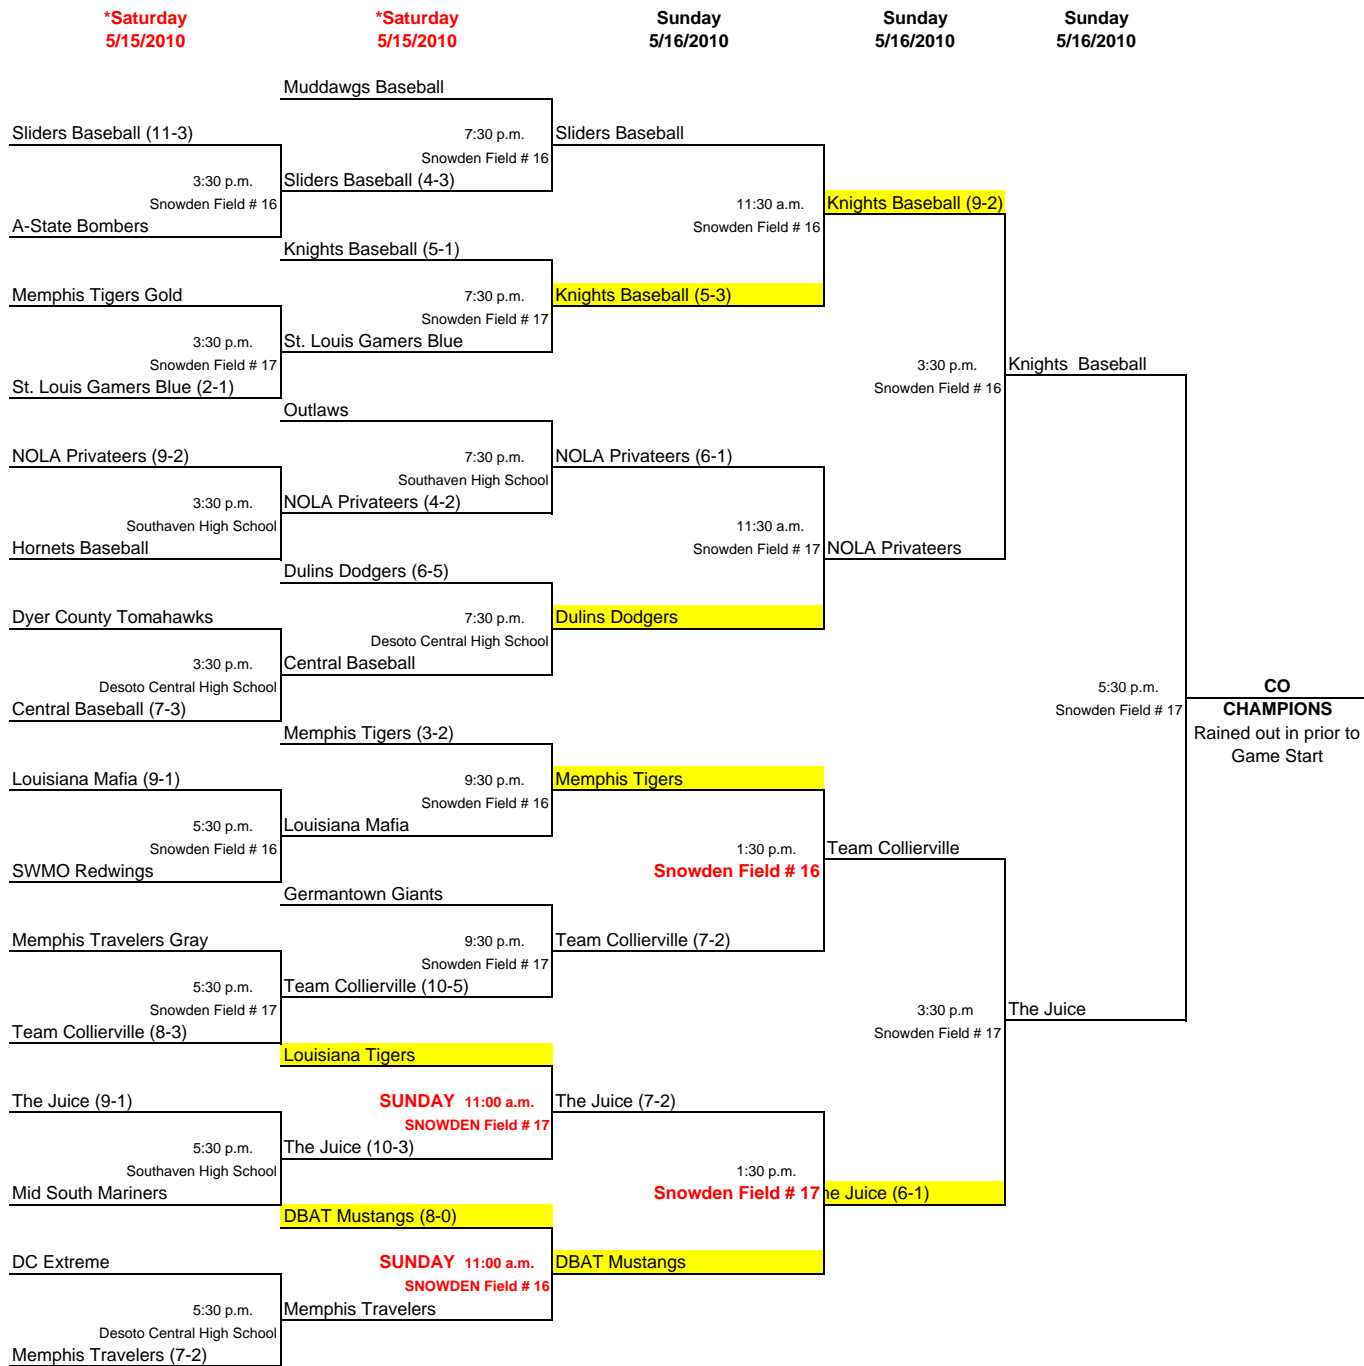 *Saturday *Saturday Sunday Sunday Sunday
5/15/2010 5/15/2010 5/16/2010 5/16/2010 5/16/2010
Muddawgs Baseball
Sliders Baseball (11-3) 7:30 p.m. Sliders Baseball
Snowden Field # 16
3:30 p.m. Sliders Baseball (4-3)
Snowden Field # 16 11:30 a.m. Knights Baseball (9-2)
A-State Bombers Snowden Field # 16
Knights Baseball (5-1)
Memphis Tigers Gold 7:30 p.m. Knights Baseball (5-3)
Snowden Field # 17
3:30 p.m. St. Louis Gamers Blue
Snowden Field # 17 3:30 p.m. Knights  Baseball
St. Louis Gamers Blue (2-1) Snowden Field # 16
Outlaws
NOLA Privateers (9-2) 7:30 p.m. NOLA Privateers (6-1)
Southaven High School
3:30 p.m. NOLA Privateers (4-2)
Southaven High School 11:30 a.m.
Hornets Baseball Snowden Field # 17 NOLA Privateers
Dulins Dodgers (6-5)
Dyer County Tomahawks 7:30 p.m. Dulins Dodgers
Desoto Central High School
3:30 p.m. Central Baseball
Desoto Central High School 5:30 p.m. CO
Central Baseball (7-3) Snowden Field # 17 CHAMPIONS
Memphis Tigers (3-2) Rained out in prior to
Game Start
Louisiana Mafia (9-1) 9:30 p.m. Memphis Tigers
Snowden Field # 16
5:30 p.m. Louisiana Mafia
Snowden Field # 16 1:30 p.m. Team Collierville
SWMO Redwings Snowden Field # 16
Germantown Giants
Memphis Travelers Gray 9:30 p.m. Team Collierville (7-2)
Snowden Field # 17
5:30 p.m. Team Collierville (10-5)
Snowden Field # 17 3:30 p.m The Juice
Team Collierville (8-3) Snowden Field # 17
Louisiana Tigers
The Juice (9-1) SUNDAY 11:00 a.m. The Juice (7-2)
SNOWDEN Field # 17
5:30 p.m. The Juice (10-3)
Southaven High School 1:30 p.m.
Mid South Mariners Snowden Field # 17 he Juice (6-1)
DBAT Mustangs (8-0)
DC Extreme SUNDAY 11:00 a.m. DBAT Mustangs
SNOWDEN Field # 16
5:30 p.m. Memphis Travelers
Desoto Central High School
Memphis Travelers (7-2)